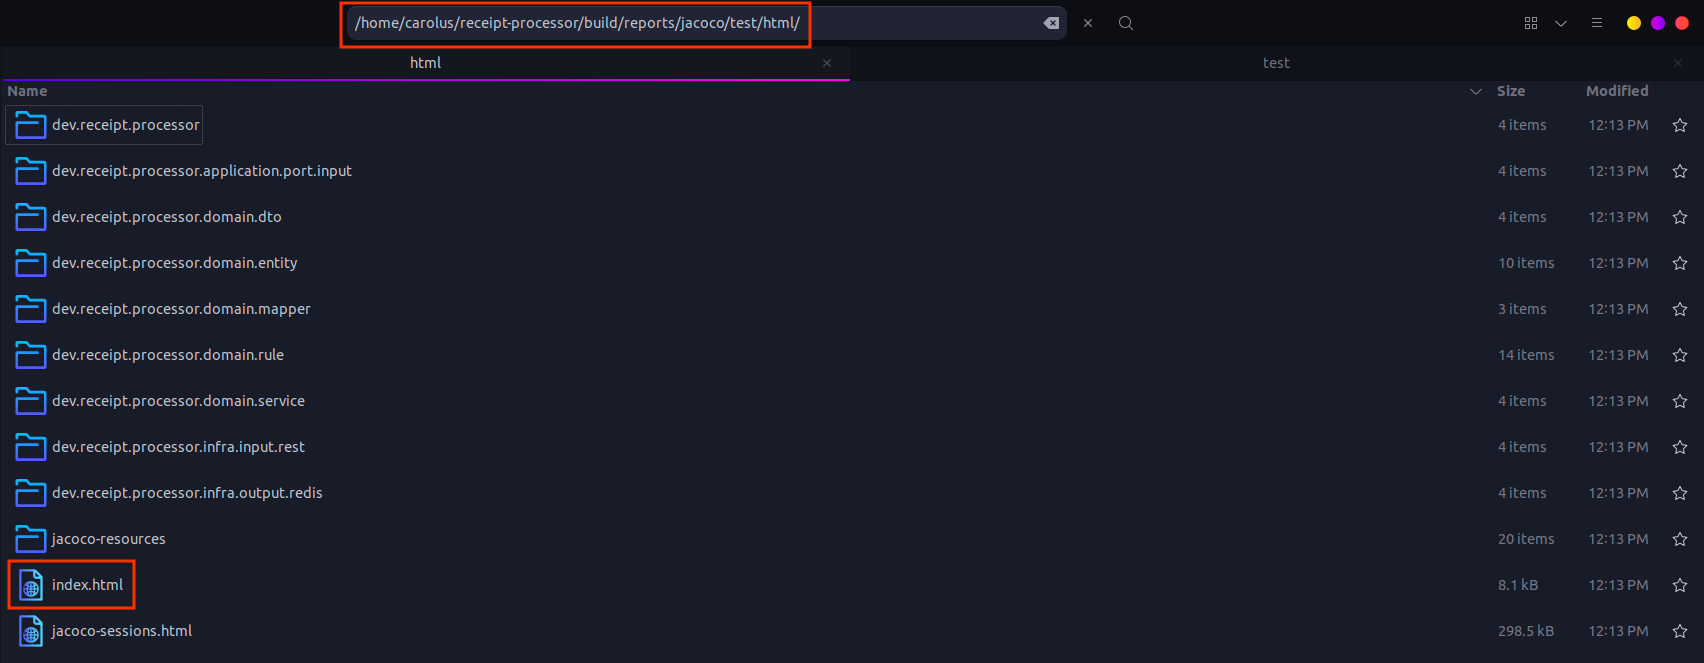 /home/carolus/receipt-processor/build/reports/jacoco/test/html/
html test
Name Size Modified
dev.receipt.processor 4 items 12:13 PM
dev.receipt.processor.application.port.input 4 items 12:13 PM
dev.receipt.processor.domain.dto 4 items 12:13 PM
dev.receipt.processor.domain.entity 10 items 12:13 PM
dev.receipt.processor.domain.mapper 3 items 12:13 PM
dev.receipt.processor.domain.rule 14 items 12:13 PM
dev.receipt.processor.domain.service 4 items 12:13 PM
dev.receipt.processor.infra.input.rest 4 items 12:13 PM
dev.receipt.processor.infra.output.redis 4 items 12:13 PM
jacoco-resources 20 items 12:13 PM
index.html 8.1 kB 12:13 PM
jacoco-sessions.html 298.5 kB 12:13 PM